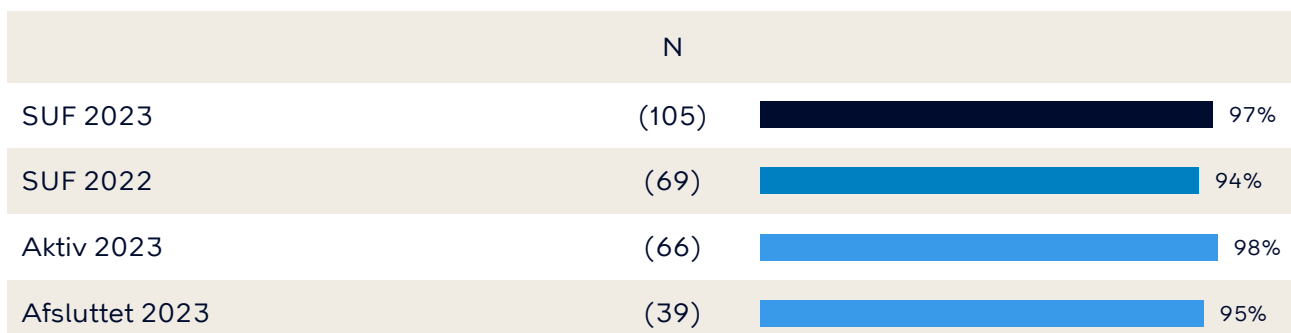 N
SUF 2023 (105) 97%
SUF 2022 (69) 94%
Aktiv 2023 (66) 98%
Afsluttet 2023 (39) 95%